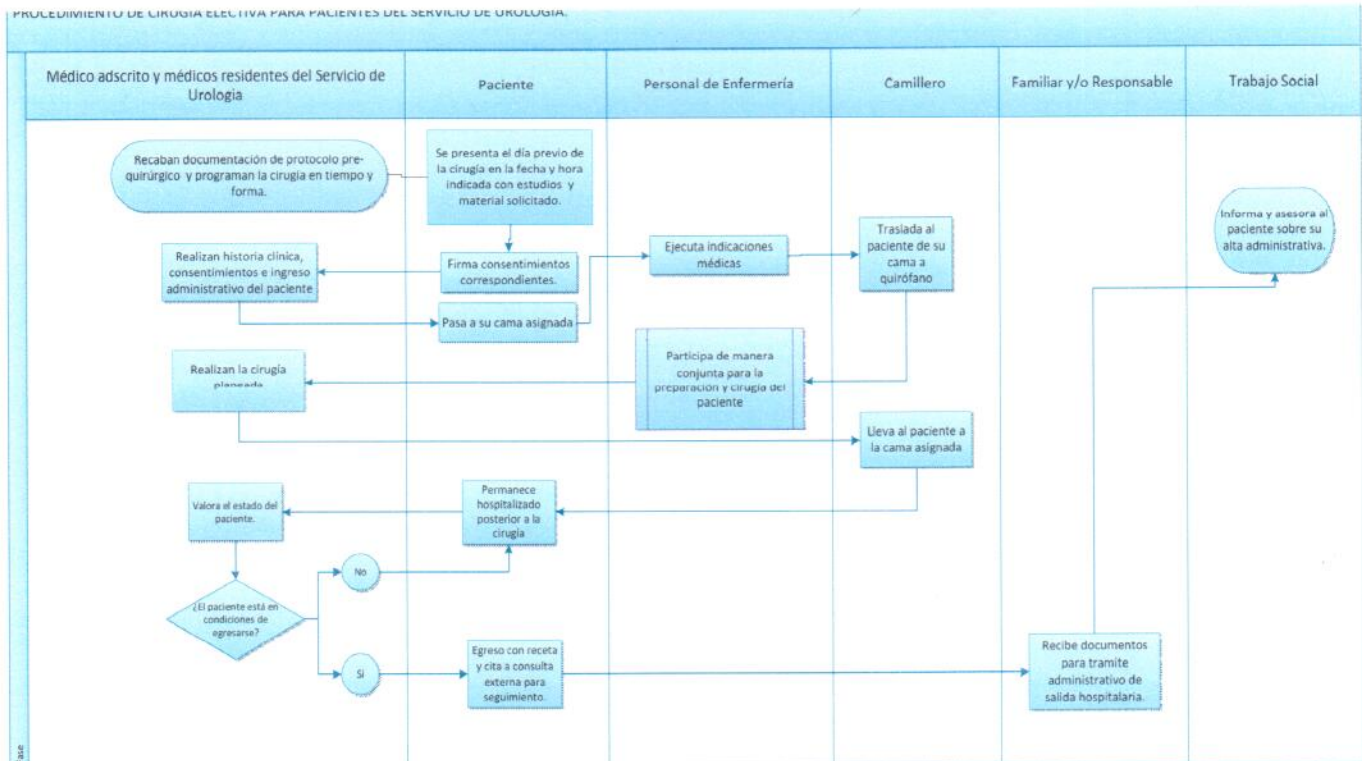 PROCEDIMIENTO DE CIRUGÍA ELECTIVA PARA PACIENTES DEL SERVICIO DE UROLOGÍA.
Médico adscrito y médicos residentes del Servicio de
Urología
Paciente
Personal de Enfermería
Camillero
Familiar y/o Responsable
Trabajo Social
Recaban documentación de protocolo pre-
quirúrgico y programan la cirugía en tiempo y
forma.
Se presenta el día previo de
la cirugía en la fecha y hora
indicada con estudios y
material solicitado.
Firma consentimientos
correspondientes.
Realizan historia clínica,
consentimientos e ingreso
administrativo del paciente
Pasa a su cama asignada
Ejecuta indicaciones
médicas
Traslada al
paciente de su
cama a
quirófano
Participa de manera
conjunta para la
preparación y cirugía del
paciente
Realizan la cirugía
planeada
Lleva al paciente a
la cama asignada
Permanece
hospitalizado
posterior a la
cirugía
Valora el estado del
paciente.
¿El paciente está en
condiciones de
egresarse?
No
Si
Egreso con receta
y cita a consulta
externa para
seguimiento.
Recibe documentos
para tramite
administrativo de
salida hospitalaria.
Informa y asesora al
paciente sobre su
alta administrativa.